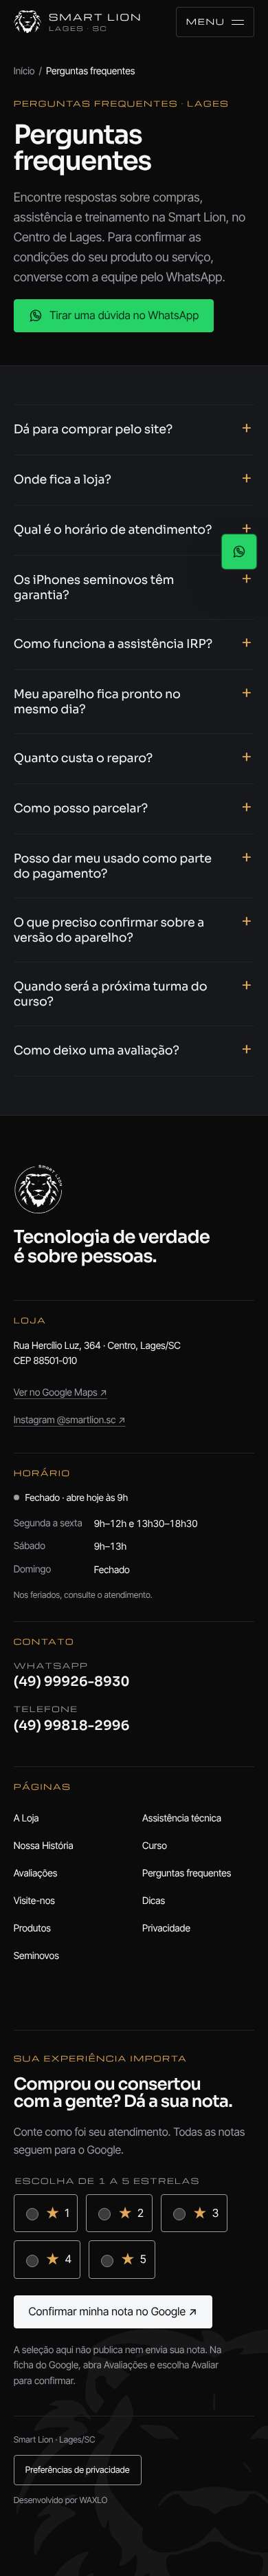 SMART LION
LAGES · SC
MENU
Início / Perguntas frequentes
PERGUNTAS FREQUENTES · LAGES
Perguntas
frequentes
Encontre respostas sobre compras,
assistência e treinamento na Smart Lion, no
Centro de Lages. Para confirmar as
condições do seu produto ou serviço,
converse com a equipe pelo WhatsApp.
Tirar uma dúvida no WhatsApp
Dá para comprar pelo site? +
Onde fica a loja? +
Qual é o horário de atendimento? +
Os iPhones seminovos têm +
garantia?
Como funciona a assistência IRP? +
Meu aparelho fica pronto no +
mesmo dia?
Quanto custa o reparo? +
Como posso parcelar? +
Posso dar meu usado como parte +
do pagamento?
O que preciso confirmar sobre a +
versão do aparelho?
Quando será a próxima turma do +
curso?
Como deixo uma avaliação? +
SMART LION
Tecnologia de verdade
é sobre pessoas.
LOJA
Rua Hercílio Luz, 364 · Centro, Lages/SC
CEP 88501-010
Ver no Google Maps ↗
Instagram @smartlion.sc ↗
HORÁRIO
Fechado · abre hoje às 9h
Segunda a sexta 9h–12h e 13h30–18h30
Sábado 9h–13h
Domingo Fechado
Nos feriados, consulte o atendimento.
CONTATO
WHATSAPP
(49) 99926-8930
TELEFONE
(49) 99818-2996
PÁGINAS
A Loja Assistência técnica
Nossa História Curso
Avaliações Perguntas frequentes
Visite-nos Dicas
Produtos Privacidade
Seminovos
SUA EXPERIÊNCIA IMPORTA
Comprou ou consertou
com a gente? Dá a sua nota.
Conte como foi seu atendimento. Todas as notas
seguem para o Google.
ESCOLHA DE 1 A 5 ESTRELAS
★ 1 ★ 2 ★ 3
★ 4 ★ 5
Confirmar minha nota no Google ↗
A seleção aqui não publica nem envia sua nota. Na
ficha do Google, abra Avaliações e escolha Avaliar
para confirmar.
Smart Lion · Lages/SC
Preferências de privacidade
Desenvolvido por WAXLO